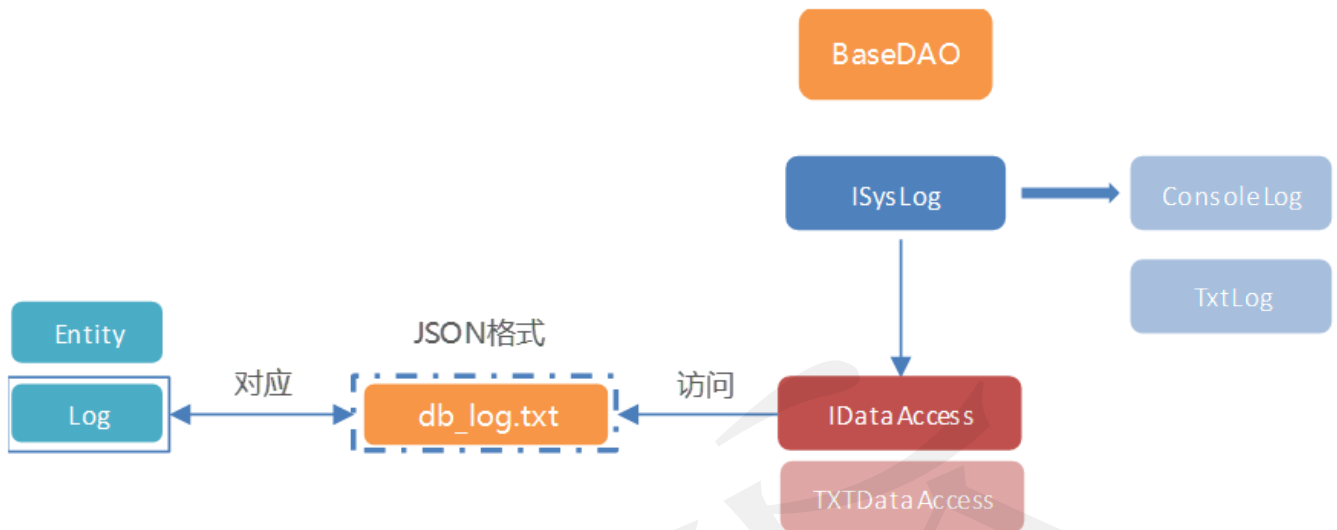 BaseDAO
ISysLog
ConsoleLog
TxtLog
Entity
JSON格式
对应
访问
Log
db_log.txt
IDataAccess
TXTDataAccess